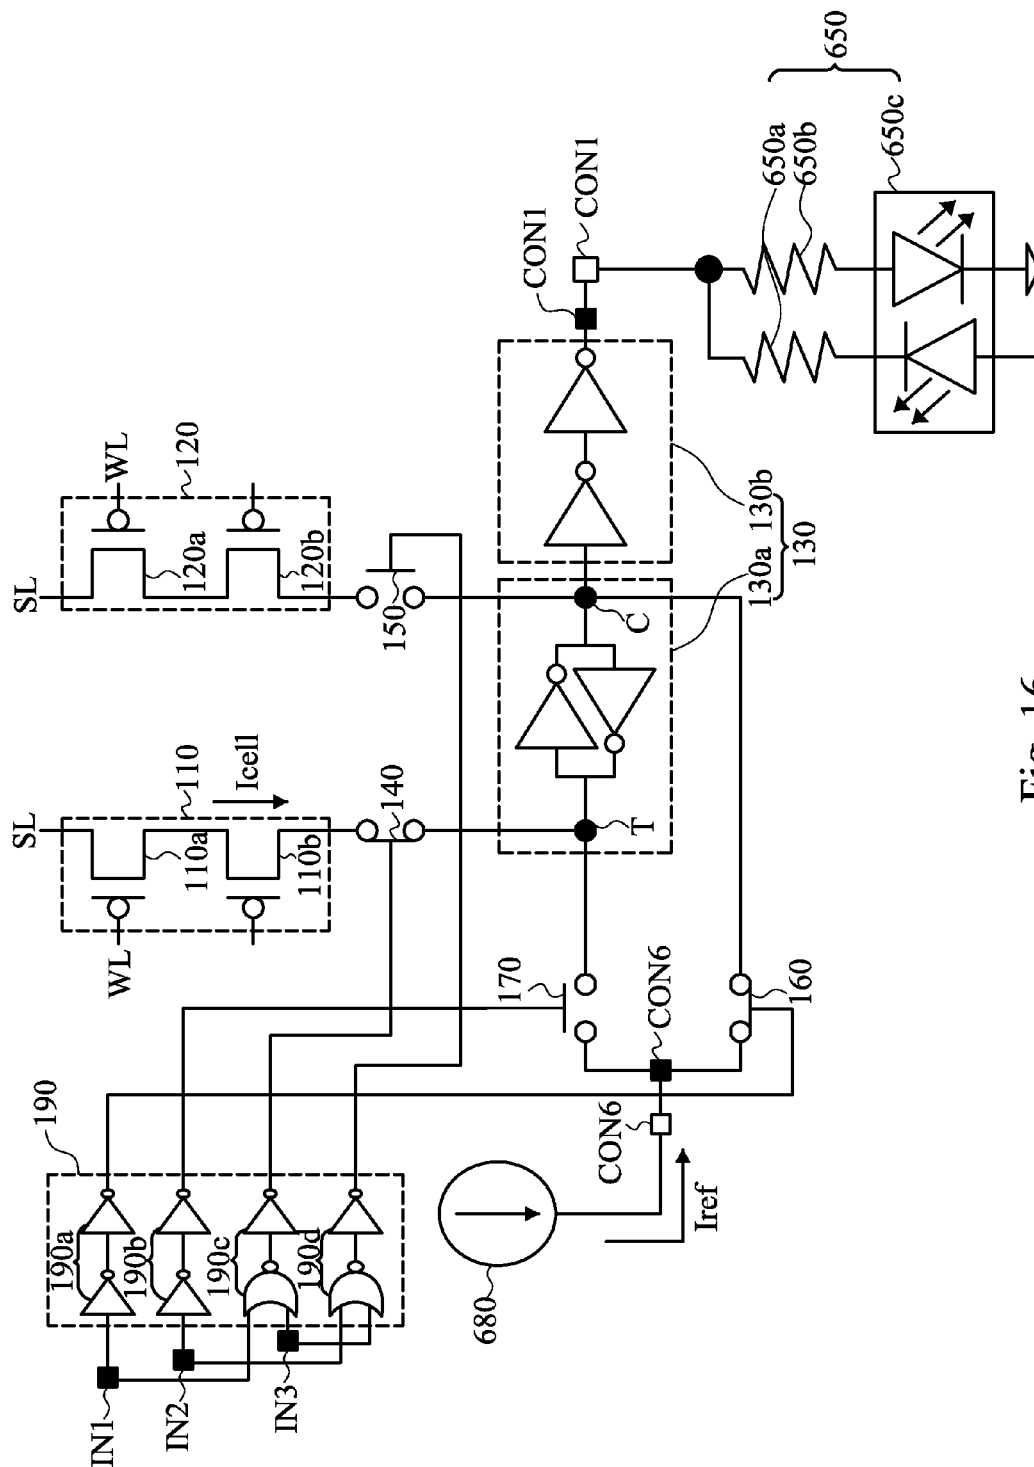 SL
WL
120
120a
120b
150
SL
WL
110
110a
110b
Icell
140
190
190a
190b
190c
190d
IN1
IN2
IN3
170
160
CON6
CON6
680
Iref
T
C
130a
130b
130
CON1
CON1
650a
650b
650
650c
Fig. 16